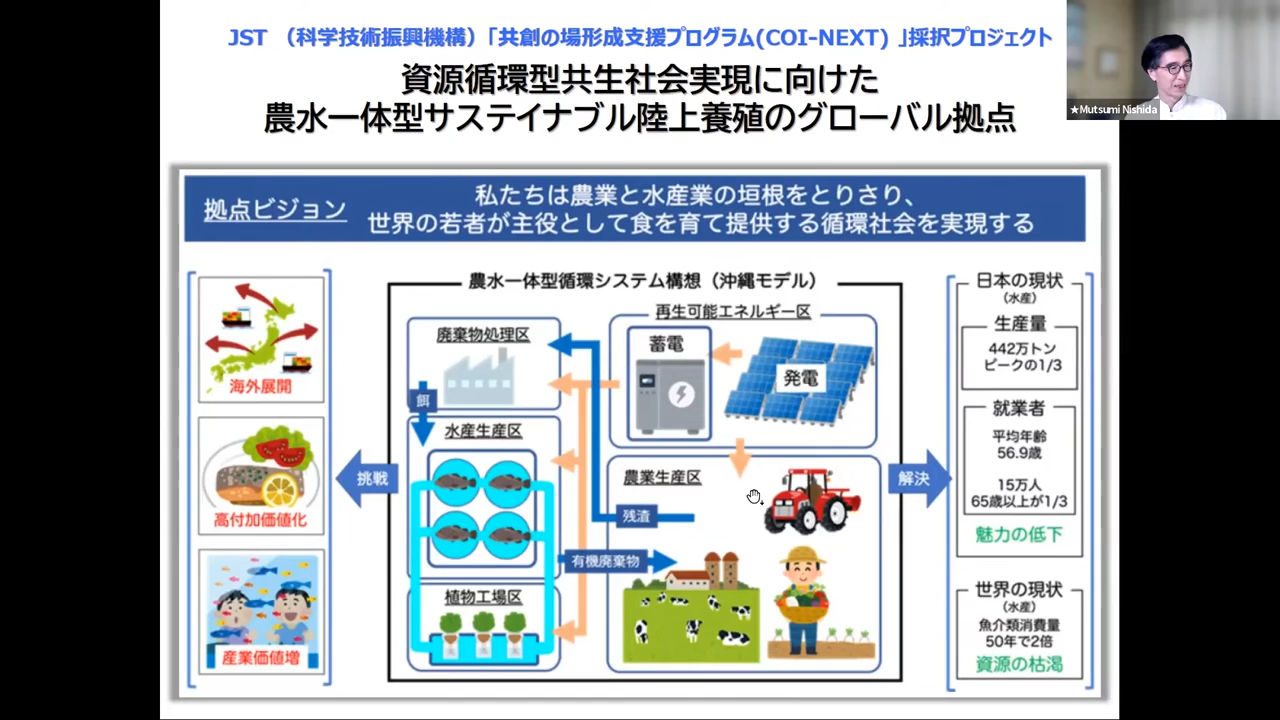 JST （科学技術振興機構）「共創の場形成支援プログラム(COI-NEXT) 」採択プロジェクト
資源循環型共生社会実現に向けた
農水一体型サステイナブル陸上養殖のグローバル拠点
★Mutsumi Nishida
拠点ビジョン
私たちは農業と水産業の垣根をとりさり、
世界の若者が主役として食を育て提供する循環社会を実現する
海外展開
高付加価値化
産業価値増
挑戦
農水一体型循環システム構想（沖縄モデル）
廃棄物処理区
餌
水産生産区
植物工場区
再生可能エネルギー区
蓄電
発電
農業生産区
残渣
有機廃棄物
解決
日本の現状
（水産）
生産量
442万トン
ピークの1/3
就業者
平均年齢
56.9歳
15万人
65歳以上が1/3
魅力の低下
世界の現状
（水産）
魚介類消費量
50年で2倍
資源の枯渇